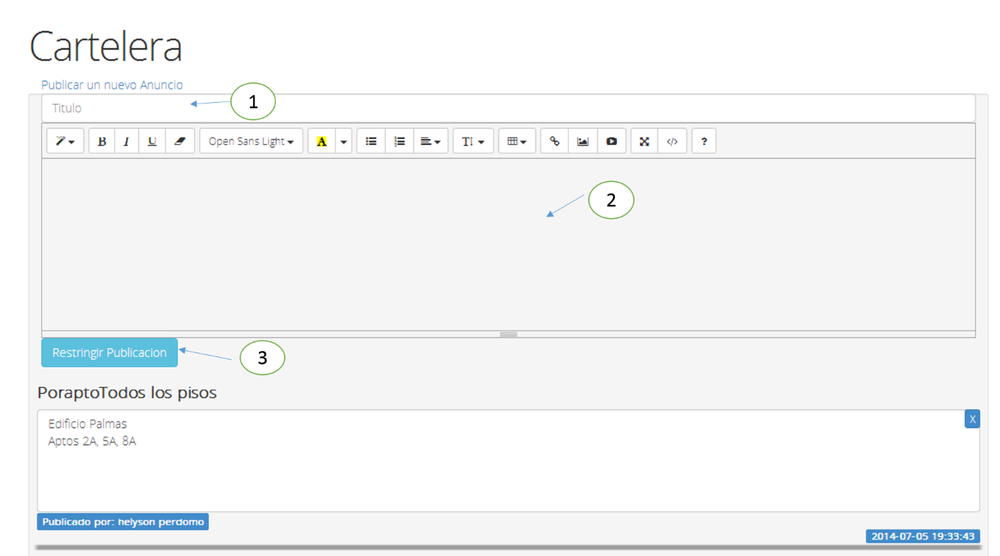 Cartelera
Publicar un nuevo Anuncio
1
Titulo
B I U Open Sans Light A TI </> ?
2
Restringir Publicacion
3
PoraptoTodos los pisos
Edificio Palmas
X
Aptos 2A, 5A, 8A
Publicado por: helyson perdomo
2014-07-05 19:33:43